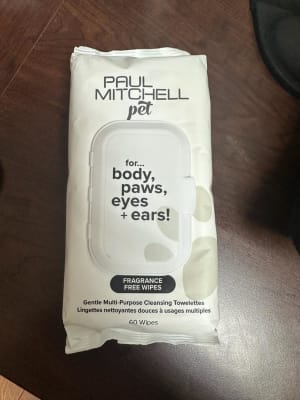 PAUL
MITCHELL
pet
for...
body,
paws,
eyes
+ ears!
FRAGRANCE
FREE WIPES
Gentle Multi-Purpose Cleansing Towelettes
Lingettes nettoyantes douces à usages multiples
60 Wipes